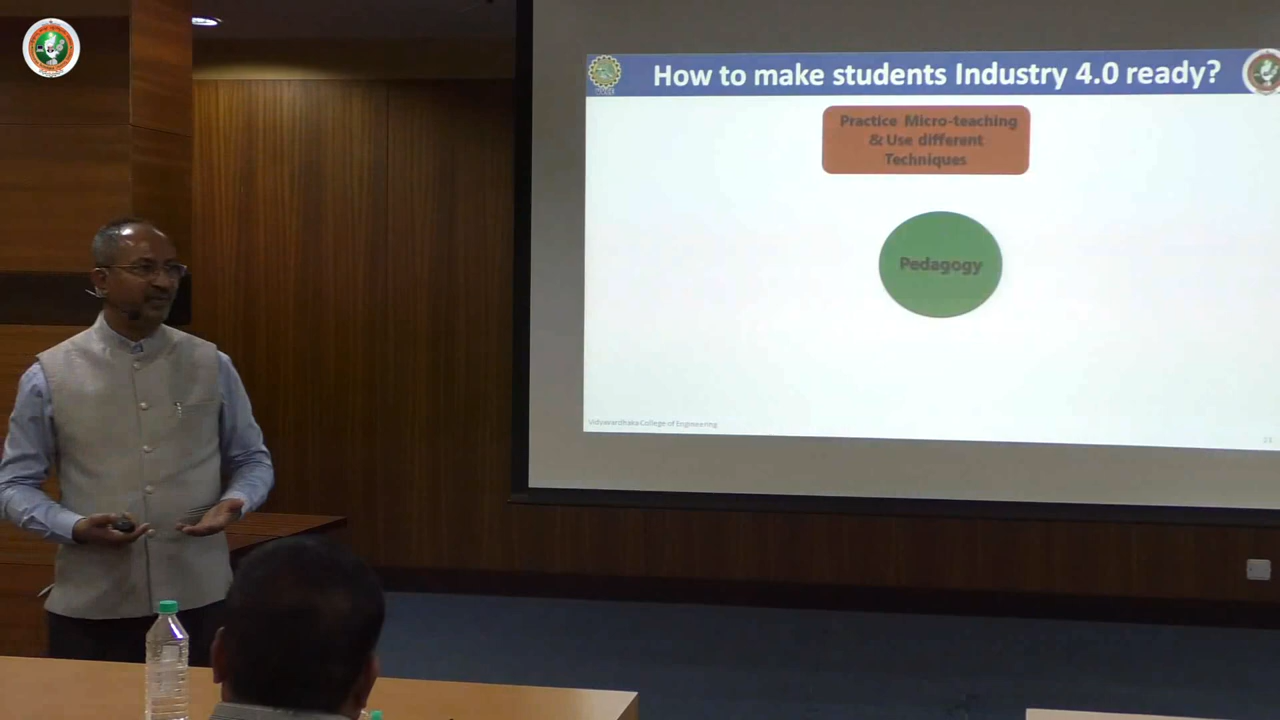 How to make students Industry 4.0 ready?
Practice Micro-teaching
& Use different
Techniques
Pedagogy
Vidyavardhaka College of Engineering